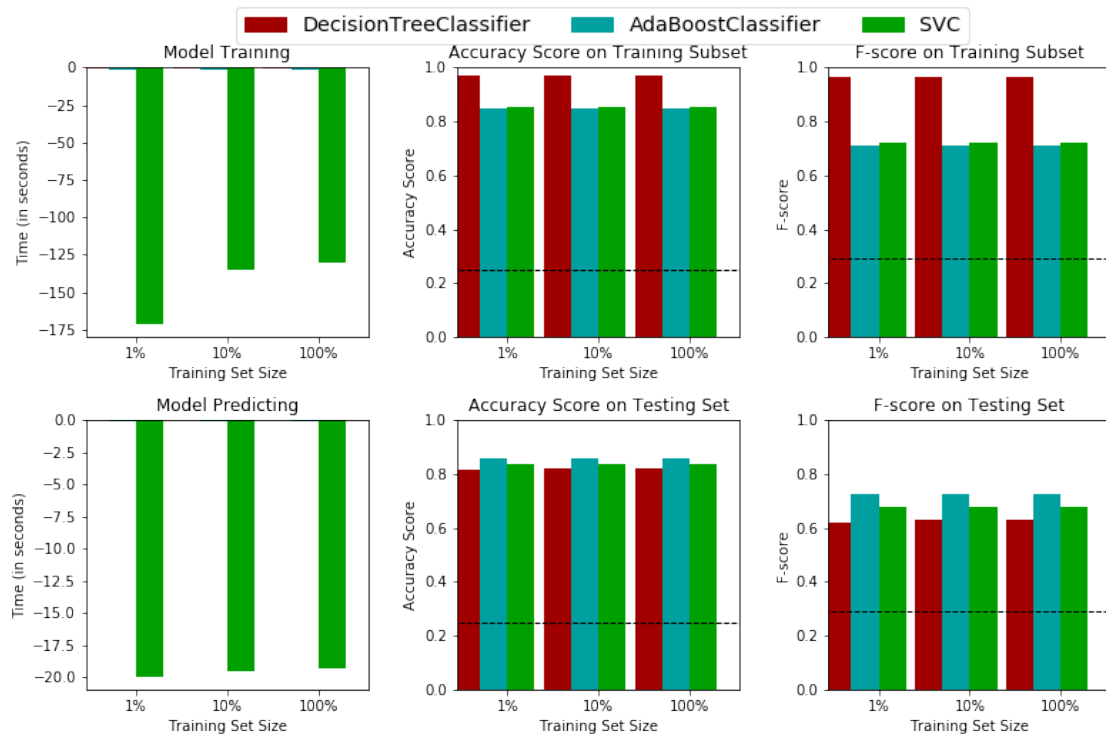 DecisionTreeClassifier AdaBoostClassifier SVC
Model Training
Accuracy Score on Training Subset
F-score on Training Subset
Time (in seconds)
0
−25
−50
−75
−100
−125
−150
−175
1% 10% 100%
Training Set Size
Accuracy Score
1.0
0.8
0.6
0.4
0.2
0.0
1% 10% 100%
Training Set Size
F-score
1.0
0.8
0.6
0.4
0.2
0.0
1% 10% 100%
Training Set Size
Model Predicting
Accuracy Score on Testing Set
F-score on Testing Set
Time (in seconds)
0.0
−2.5
−5.0
−7.5
−10.0
−12.5
−15.0
−17.5
−20.0
1% 10% 100%
Training Set Size
Accuracy Score
1.0
0.8
0.6
0.4
0.2
0.0
1% 10% 100%
Training Set Size
F-score
1.0
0.8
0.6
0.4
0.2
0.0
1% 10% 100%
Training Set Size